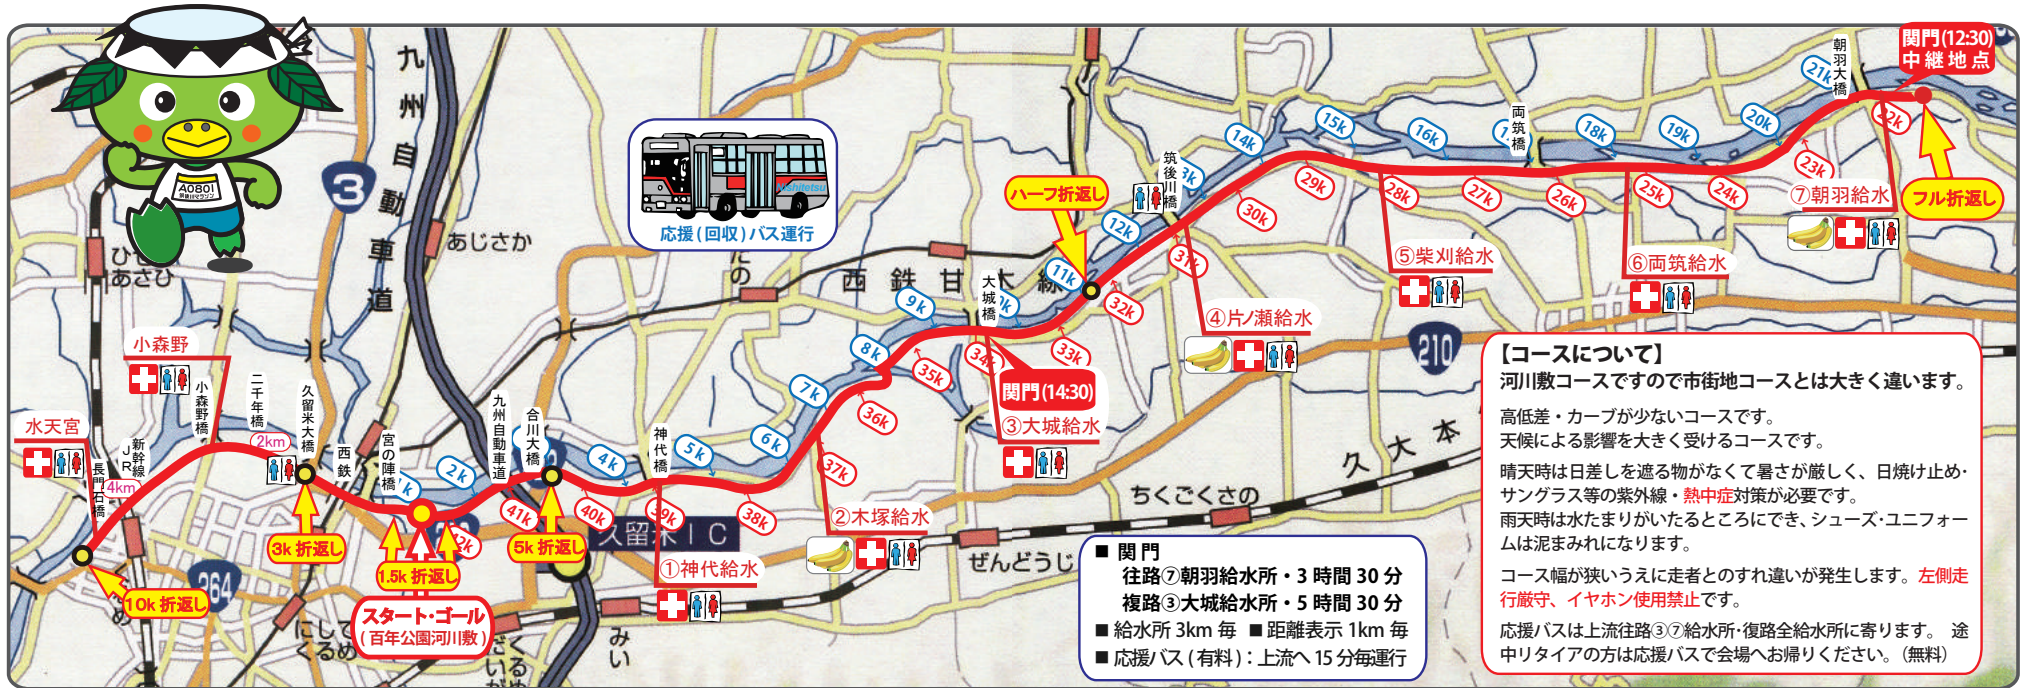 関門(12:30)
中継地点
朝羽大橋
21k
22k
フル折返し
23k
⑦朝羽給水
20k
19k
18k
両筑橋
16k
15k
14k
24k
25k
26k
27k
28k
29k
30k
⑥両筑給水
⑤柴刈給水
④片ノ瀬給水
筑後川橋
12k
11k
31k
32k
33k
34k
35k
36k
37k
38k
39k
40k
41k
42k
ハーフ折返し
大城橋
9k
8k
7k
6k
5k
4k
2k
関門(14:30)
③大城給水
②木塚給水
①神代給水
神代橋
合川大橋
九州自動車道
宮の陣橋
西鉄
久留米大橋
二千年橋
小森野橋
小森野
新幹線
JR
長門石橋
水天宮
2km
4km
3k 折返し
1.5k 折返し
5k 折返し
10k 折返し
スタート・ゴール
(百年公園河川敷)
応援(回収)バス運行
Nishitetsu
AOBOI
筑後川マラソン
九州自動車道
3
210
264
西鉄甘木線
久大本
久留米IC
あじさか
あさひ
ちくごくさの
ぜんどうじ
みい
■ 関門
往路⑦朝羽給水所・3時間30分
複路③大城給水所・5時間30分
■ 給水所3km毎 ■ 距離表示1km毎
■ 応援バス(有料)：上流へ15分毎運行
【コースについて】
河川敷コースですので市街地コースとは大きく違います。
高低差・カーブが少ないコースです。
天候による影響を大きく受けるコースです。
晴天時は日差しを遮る物がなくて暑さが厳しく、日焼け止め・
サングラス等の紫外線・熱中症対策が必要です。
雨天時は水たまりがいたるところにでき、シューズ・ユニフォー
ムは泥まみれになります。
コース幅が狭いうえに走者とのすれ違いが発生します。左側走
行厳守、イヤホン使用禁止です。
応援バスは上流往路③⑦給水所・復路全給水所に寄ります。 途
中リタイアの方は応援バスで会場へお帰りください。（無料）